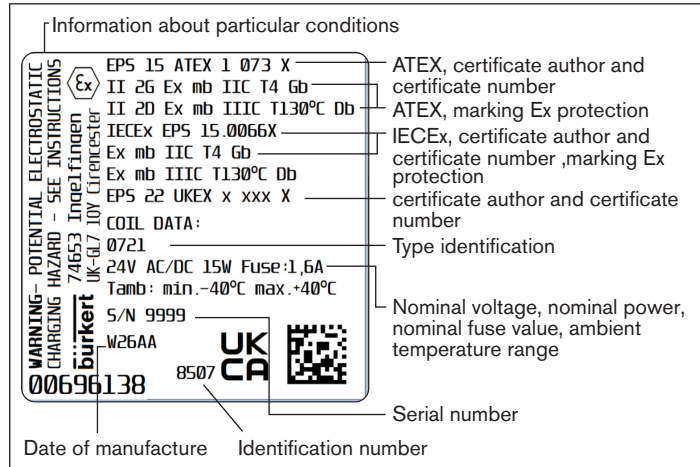 Information about particular conditions
WARNING- POTENTIAL ELECTROSTATIC
CHARGING HAZARD - SEE INSTRUCTIONS
burkert 74653 Ingelfingen
UK-GL7 1QY Cirencester
Ex
EPS 15 ATEX 1 073 X
II 2G Ex mb IIC T4 Gb
II 2D Ex mb IIIC T130°C Db
IECEx EPS 15.0066X
Ex mb IIC T4 Gb
Ex mb IIIC T130°C Db
EPS 22 UKEX x xxx X
COIL DATA:
0721
24V AC/DC 15W Fuse:1,6A
Tamb: min.-40°C max.+40°C
S/N 9999
W26AA
UK
CA
8507
00696138
ATEX, certificate author and
certificate number
ATEX, marking Ex protection
IECEx, certificate author and
certificate number ,marking Ex
protection
certificate author and certificate
number
Type identification
Nominal voltage, nominal power,
nominal fuse value, ambient
temperature range
Serial number
Date of manufacture
Identification number